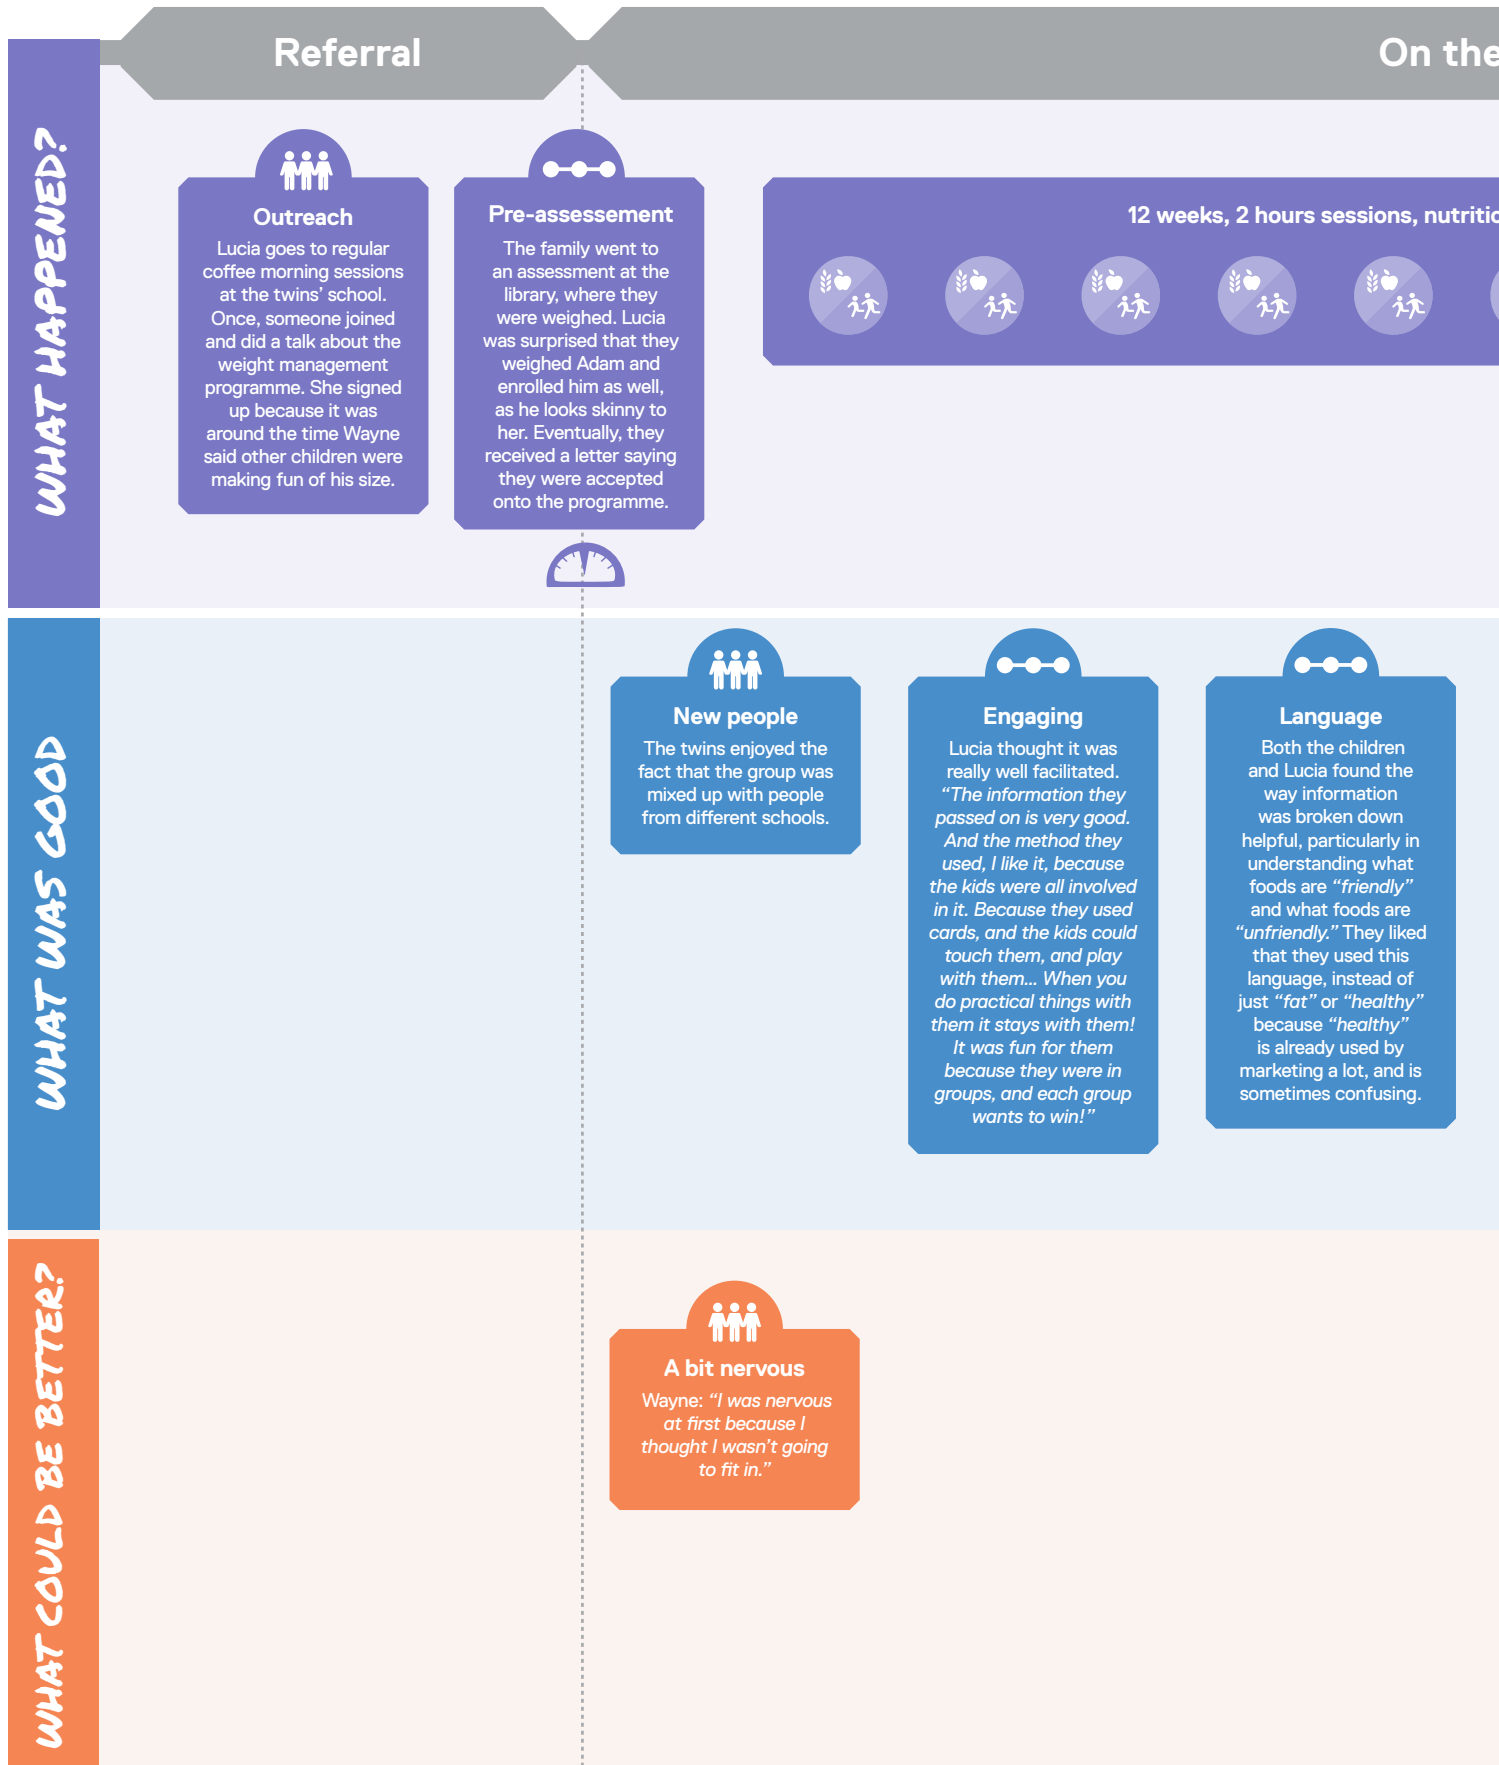 Referral
On the
WHAT HAPPENED?
Outreach
Lucia goes to regular
coffee morning sessions
at the twins’ school.
Once, someone joined
and did a talk about the
weight management
programme. She signed
up because it was
around the time Wayne
said other children were
making fun of his size.
Pre-assessement
The family went to
an assessment at the
library, where they
were weighed. Lucia
was surprised that they
weighed Adam and
enrolled him as well,
as he looks skinny to
her. Eventually, they
received a letter saying
they were accepted
onto the programme.
12 weeks, 2 hours sessions, nutritio
WHAT WAS GOOD
New people
The twins enjoyed the
fact that the group was
mixed up with people
from different schools.
Engaging
Lucia thought it was
really well facilitated.
“The information they
passed on is very good.
And the method they
used, I like it, because
the kids were all involved
in it. Because they used
cards, and the kids could
touch them, and play
with them... When you
do practical things with
them it stays with them!
It was fun for them
because they were in
groups, and each group
wants to win!”
Language
Both the children
and Lucia found the
way information
was broken down
helpful, particularly in
understanding what
foods are “friendly”
and what foods are
“unfriendly.” They liked
that they used this
language, instead of
just “fat” or “healthy”
because “healthy”
is already used by
marketing a lot, and is
sometimes confusing.
WHAT COULD BE BETTER?
A bit nervous
Wayne: “I was nervous
at first because I
thought I wasn’t going
to fit in.”